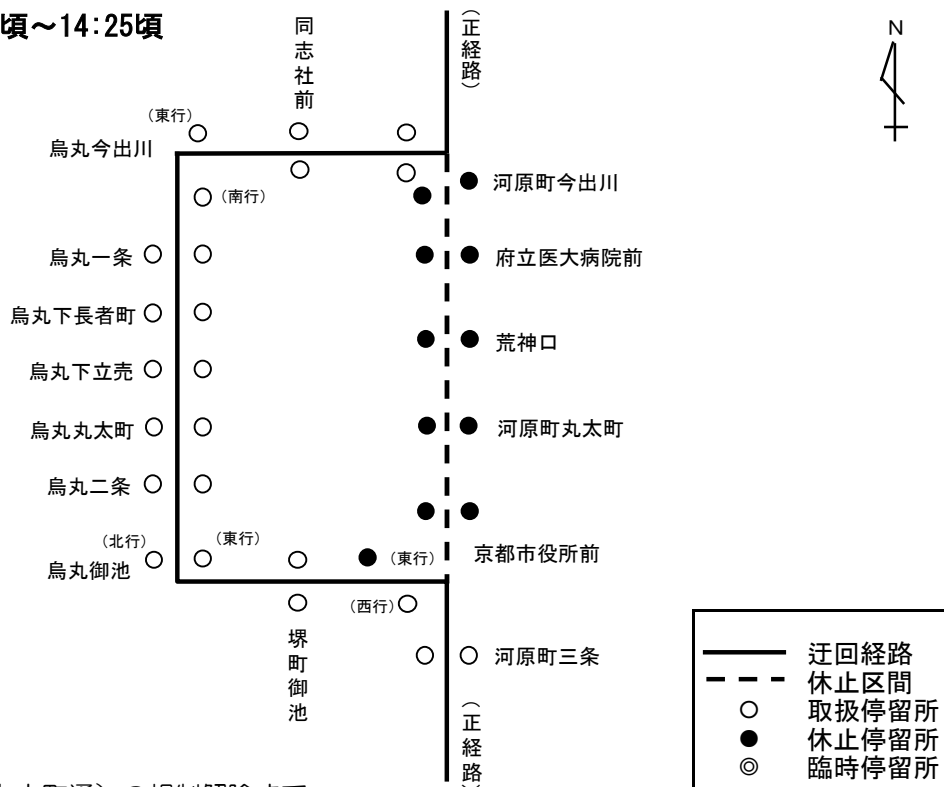 頃～14:25頃
同志社前
（正経路）
N
（東行）
烏丸今出川
河原町今出川
（南行）
烏丸一条
府立医大病院前
烏丸下長者町
荒神口
烏丸下立売
烏丸丸太町
河原町丸太町
烏丸二条
（北行）
（東行）
烏丸御池
（東行）
京都市役所前
（西行）
堺町御池
河原町三条
（正経路）
迂回経路
休止区間
取扱停留所
休止停留所
臨時停留所